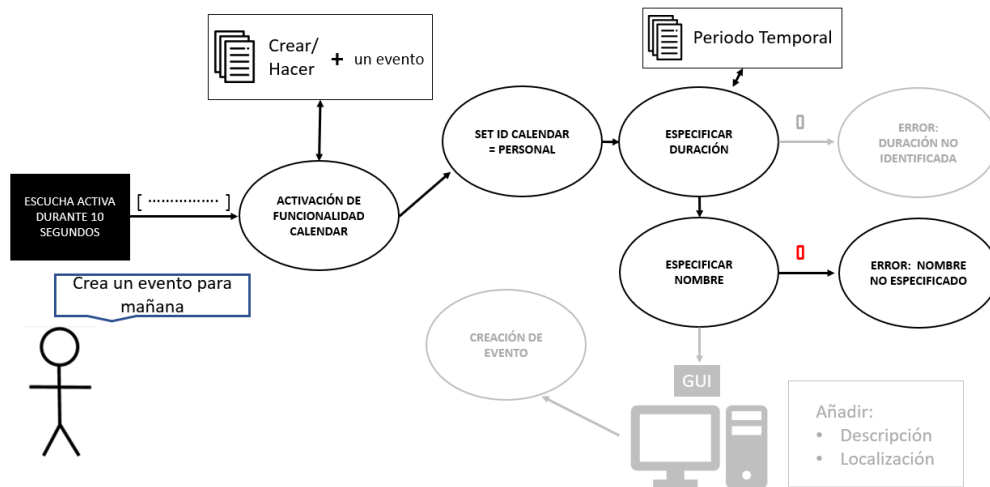 Crear/
Hacer + un evento
Periodo Temporal
ESCUCHA ACTIVA
DURANTE 10
SEGUNDOS
[ ................ ]
ACTIVACIÓN DE
FUNCIONALIDAD
CALENDAR
SET ID CALENDAR
= PERSONAL
ESPECIFICAR
DURACIÓN
[]
ERROR:
DURACIÓN NO
IDENTIFICADA
ESPECIFICAR
NOMBRE
[]
ERROR: NOMBRE
NO ESPECIFICADO
Crea un evento para
mañana
CREACIÓN DE
EVENTO
GUI
Añadir:
• Descripción
• Localización